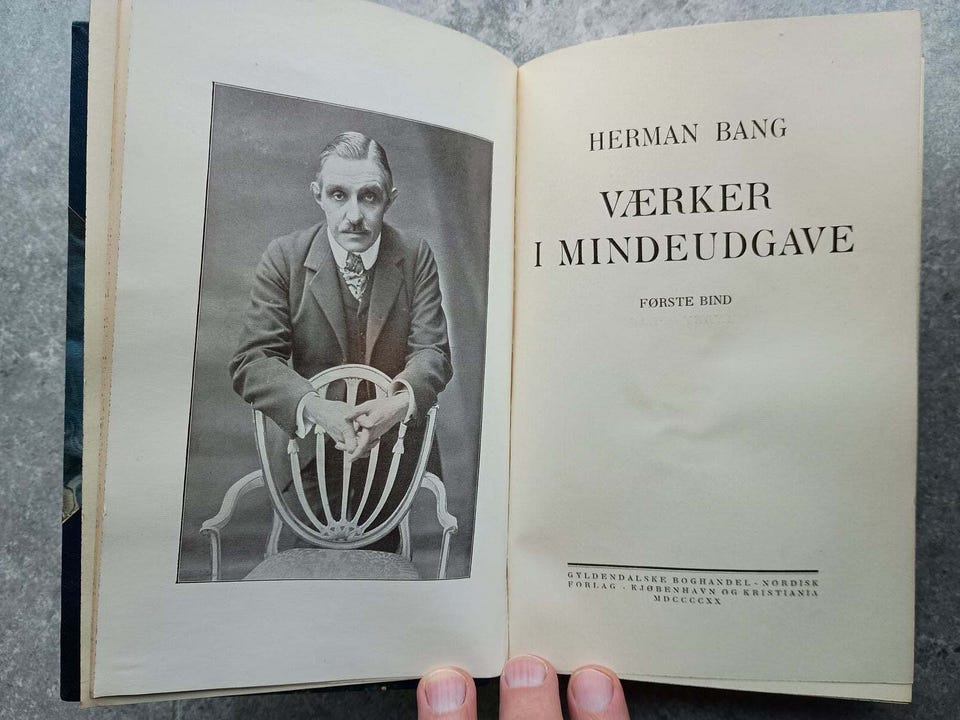 HERMAN BANG
VÆRKER
I MINDEUDGAVE
FØRSTE BIND
GYLDENDALSKE BOGHANDEL - NORDISK
FORLAG - KJØBENHAVN OG KRISTIANIA
MDCCCCXX